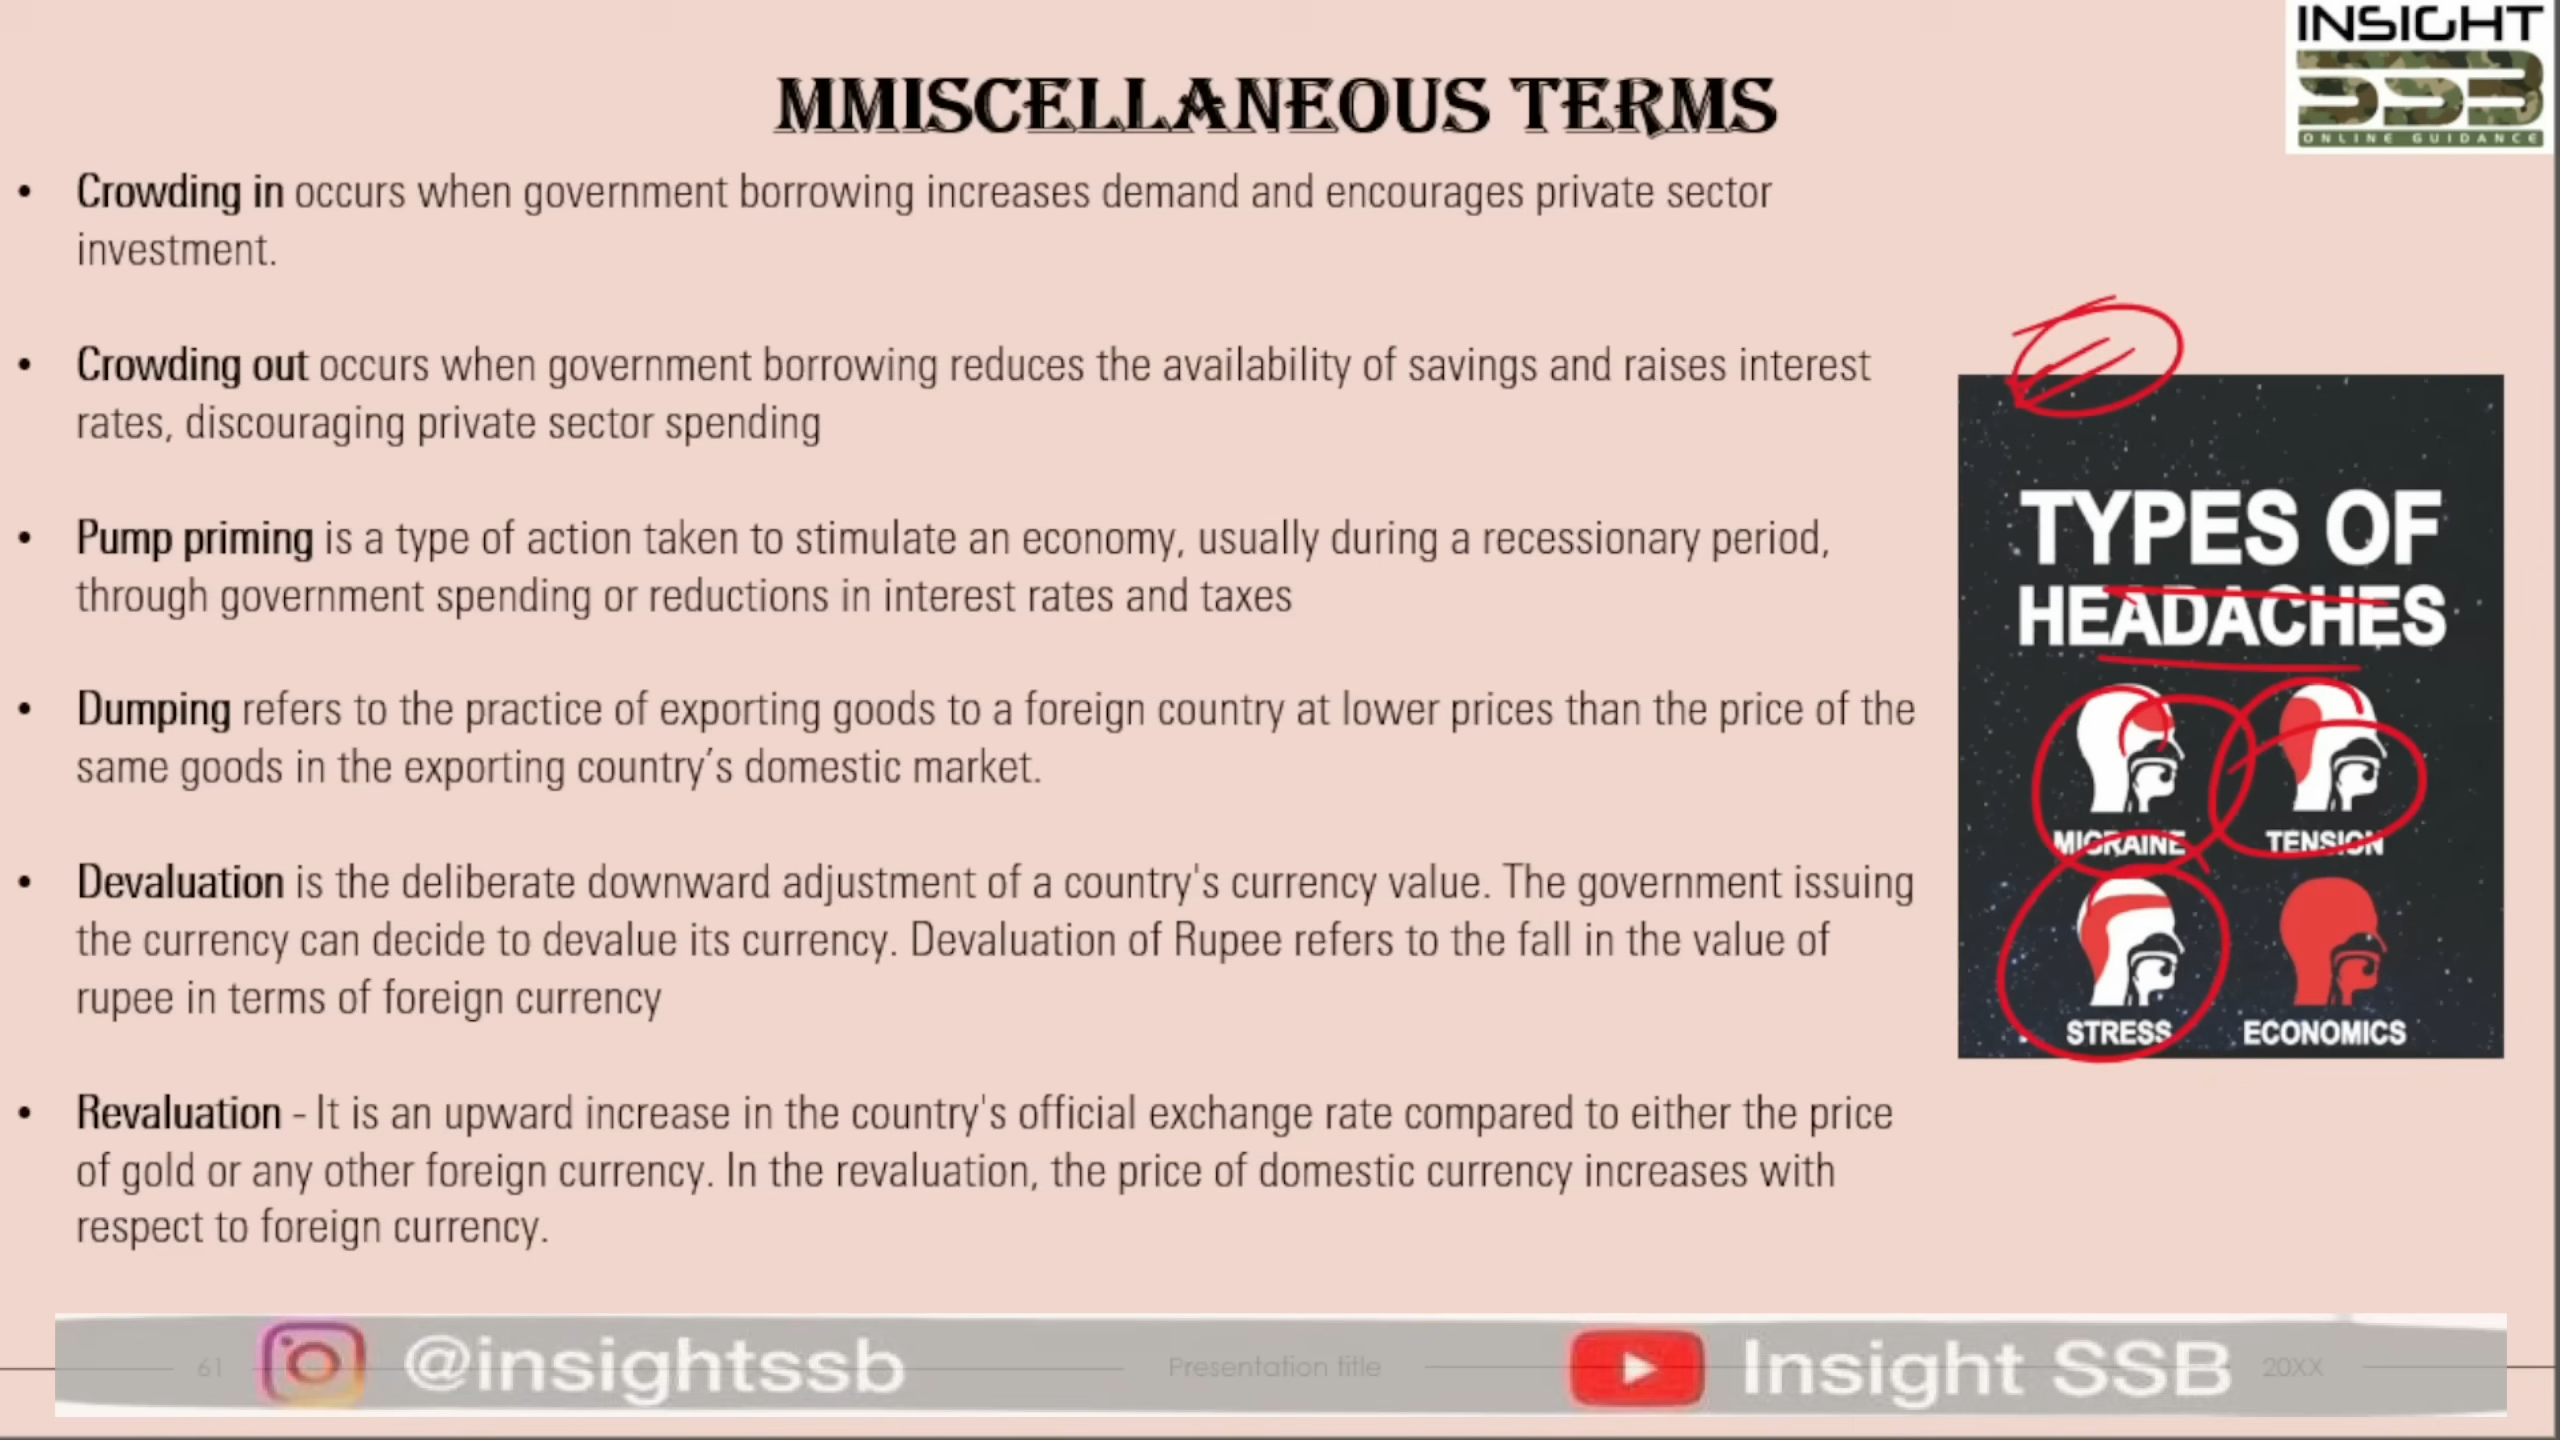 INSIGHT
SSB
ONLINE GUIDANCE
MMISCELLANEOUS TERMS
• Crowding in occurs when government borrowing increases demand and encourages private sector
investment.
• Crowding out occurs when government borrowing reduces the availability of savings and raises interest
rates, discouraging private sector spending
• Pump priming is a type of action taken to stimulate an economy, usually during a recessionary period,
through government spending or reductions in interest rates and taxes
• Dumping refers to the practice of exporting goods to a foreign country at lower prices than the price of the
same goods in the exporting country’s domestic market.
• Devaluation is the deliberate downward adjustment of a country's currency value. The government issuing
the currency can decide to devalue its currency. Devaluation of Rupee refers to the fall in the value of
rupee in terms of foreign currency
• Revaluation - It is an upward increase in the country's official exchange rate compared to either the price
of gold or any other foreign currency. In the revaluation, the price of domestic currency increases with
respect to foreign currency.
TYPES OF
HEADACHES
MIGRAINE TENSION
STRESS ECONOMICS
61 @insightssb Presentation title Insight SSB 20XX